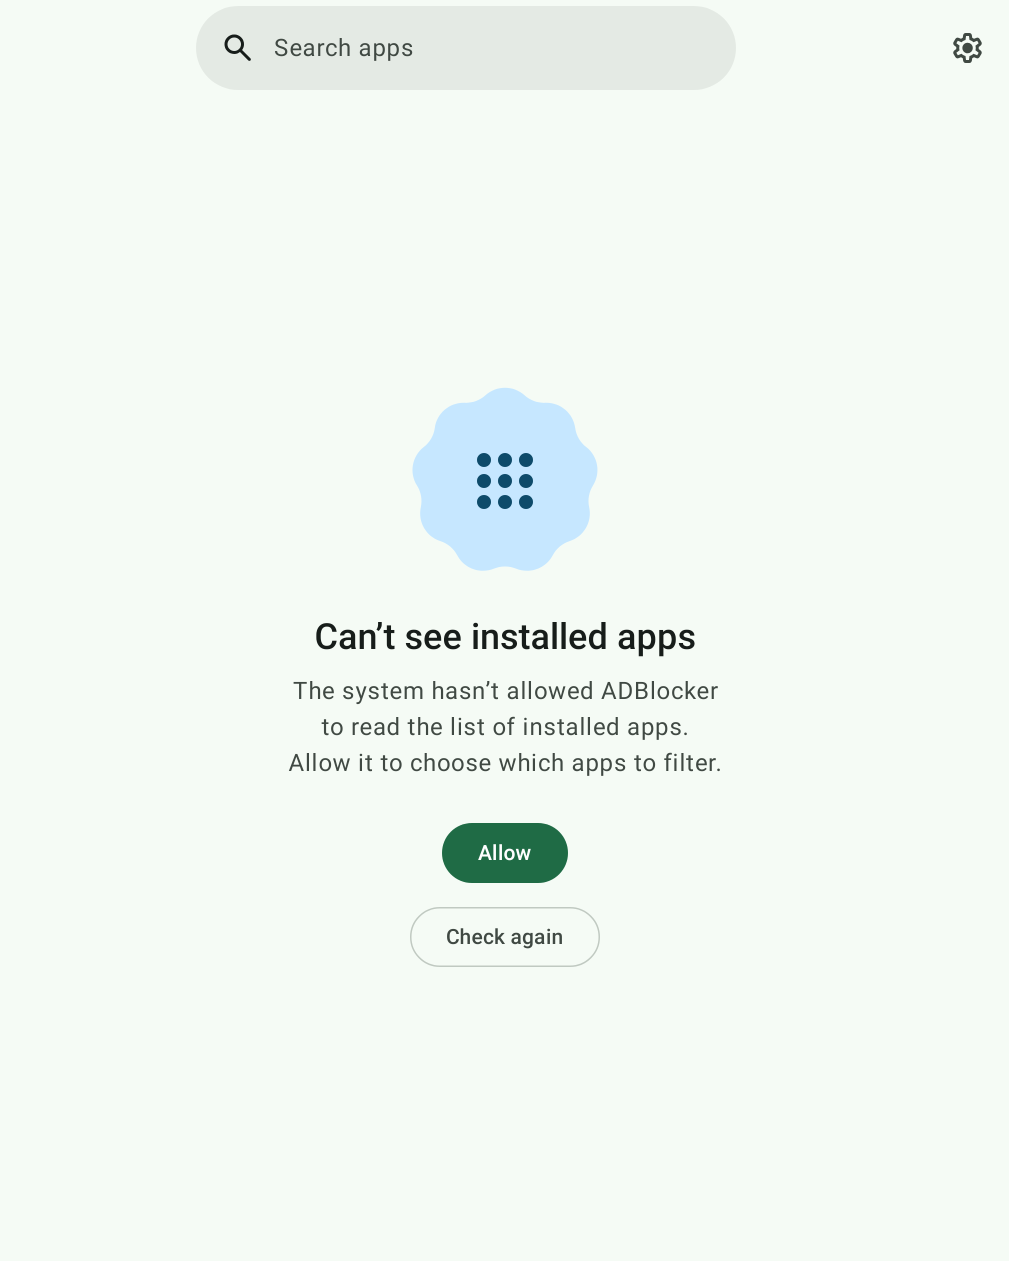 Search apps
Can’t see installed apps
The system hasn’t allowed ADBlocker
to read the list of installed apps.
Allow it to choose which apps to filter.
Allow
Check again